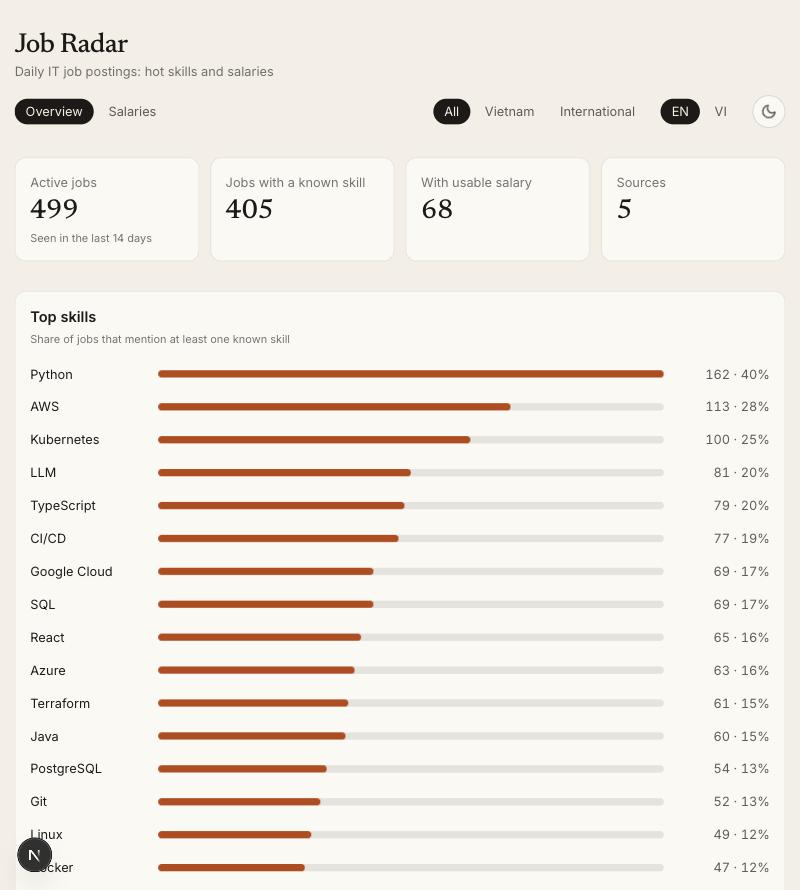 Job Radar
Daily IT job postings: hot skills and salaries
Overview Salaries All Vietnam International EN VI
Active jobs
499
Seen in the last 14 days
Jobs with a known skill
405
With usable salary
68
Sources
5
Top skills
Share of jobs that mention at least one known skill
Python 162 · 40%
AWS 113 · 28%
Kubernetes 100 · 25%
LLM 81 · 20%
TypeScript 79 · 20%
CI/CD 77 · 19%
Google Cloud 69 · 17%
SQL 69 · 17%
React 65 · 16%
Azure 63 · 16%
Terraform 61 · 15%
Java 60 · 15%
PostgreSQL 54 · 13%
Git 52 · 13%
Linux 49 · 12%
N
47 · 12%